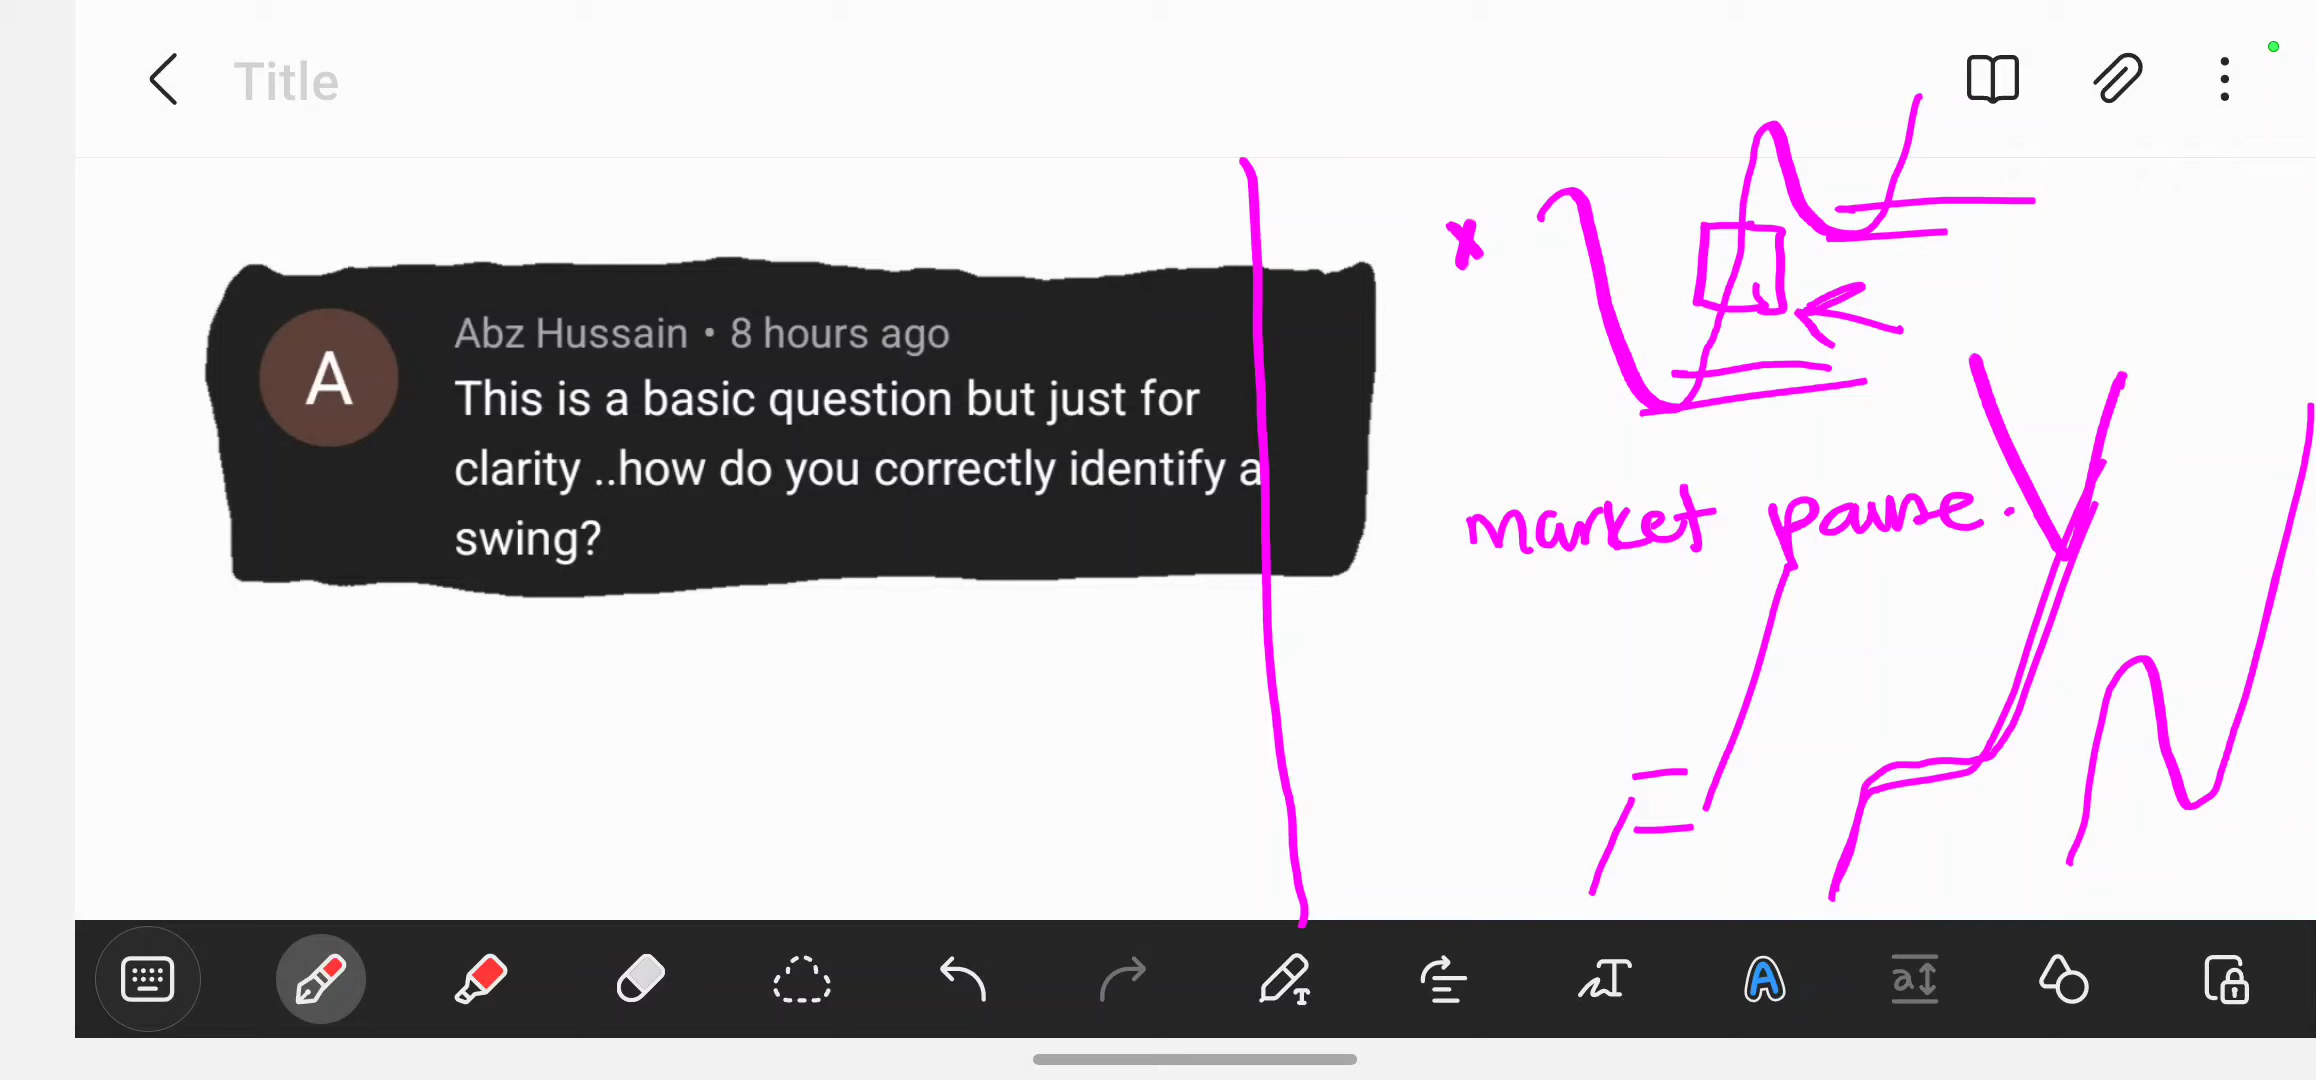 Title
A
Abz Hussain • 8 hours ago
This is a basic question but just for
clarity ..how do you correctly identify a
swing?
market pause.